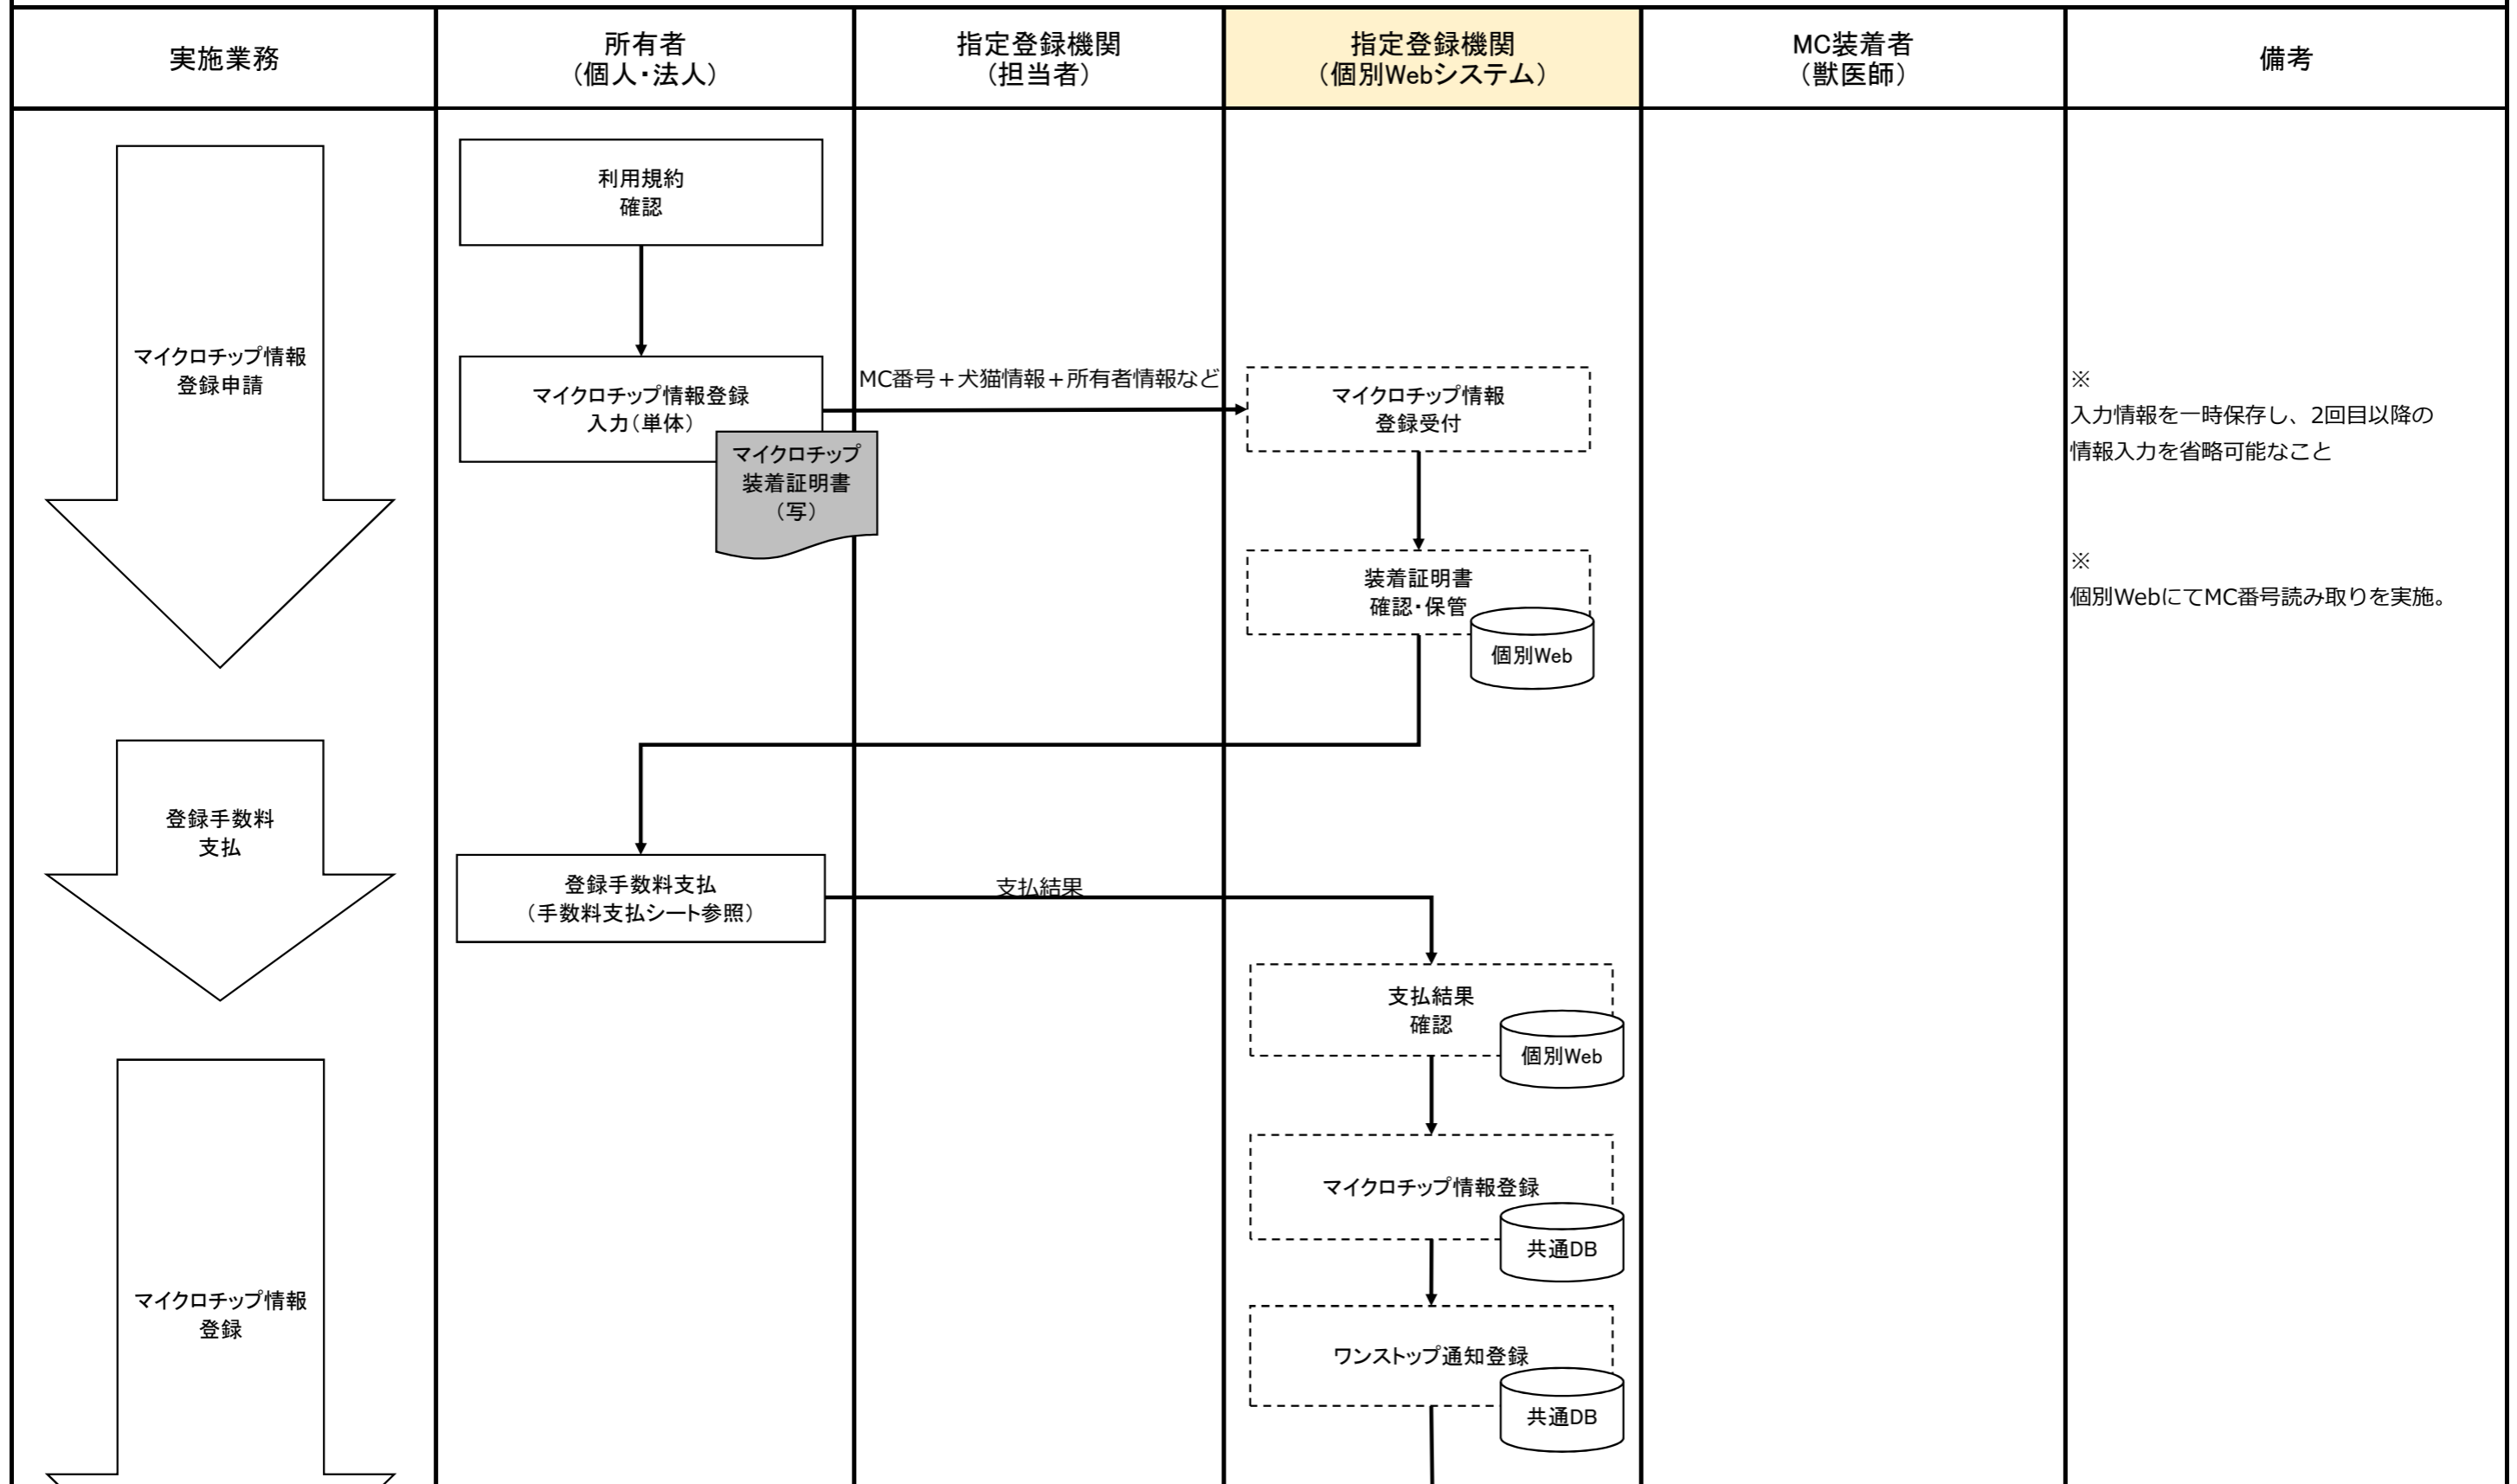 実施業務
所有者
（個人・法人）
指定登録機関
（担当者）
指定登録機関
（個別Webシステム）
MC装着者
（獣医師）
備考
利用規約
確認
マイクロチップ情報
登録申請
マイクロチップ情報登録
入力（単体）
マイクロチップ
装着証明書
（写）
MC番号＋犬猫情報＋所有者情報など
マイクロチップ情報
登録受付
※
入力情報を一時保存し、2回目以降の
情報入力を省略可能なこと
装着証明書
確認・保管
個別Web
※
個別WebにてMC番号読み取りを実施。
登録手数料
支払
登録手数料支払
（手数料支払シート参照）
支払結果
支払結果
確認
個別Web
マイクロチップ情報登録
共通DB
マイクロチップ情報
登録
ワンストップ通知登録
共通DB